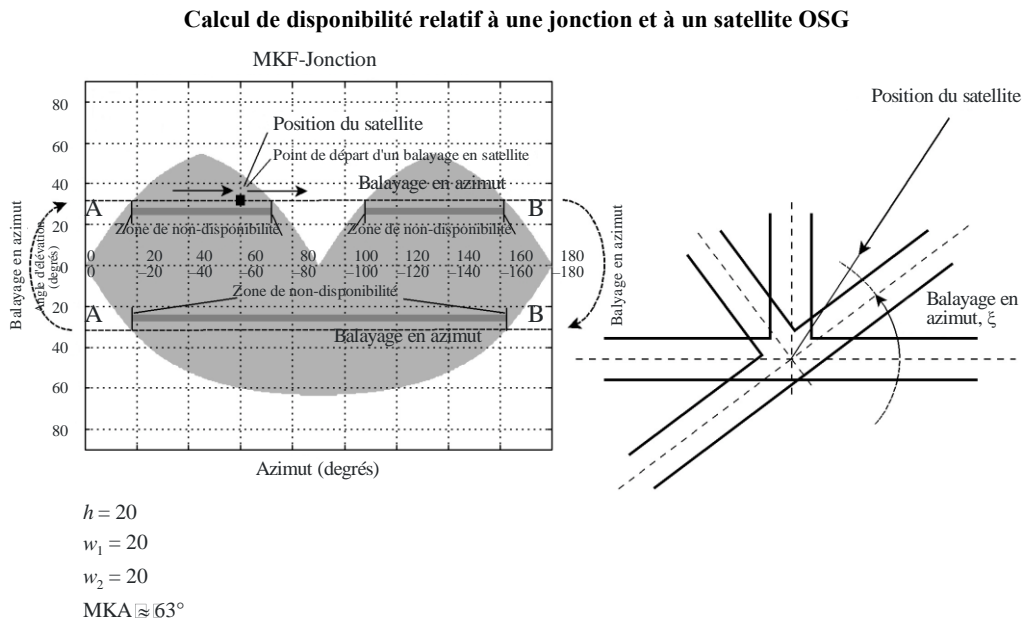 Calcul de disponibilité relatif à une jonction et à un satellite OSG
MKF-Jonction
Position du satellite
Position du satellite
Point de départ d'un balayage en satellite
Balayage en azimut
A
B
Zone de non-disponibilité
Zone de non-disponibilité
Balayage en azimut
Angle d'élévation
(degrés)
Balayage en azimut
80
60
40
20
0
20
40
60
80
0 20 40 60 80 100 120 140 160 180
0 –20 –40 –60 –80 –100 –120 –140 –160 –180
Zone de non-disponibilité
A
B
Balayage en azimut
Azimut (degrés)
Balayage en
azimut, ξ
h = 20
w1 = 20
w2 = 20
MKA ≈ 63°